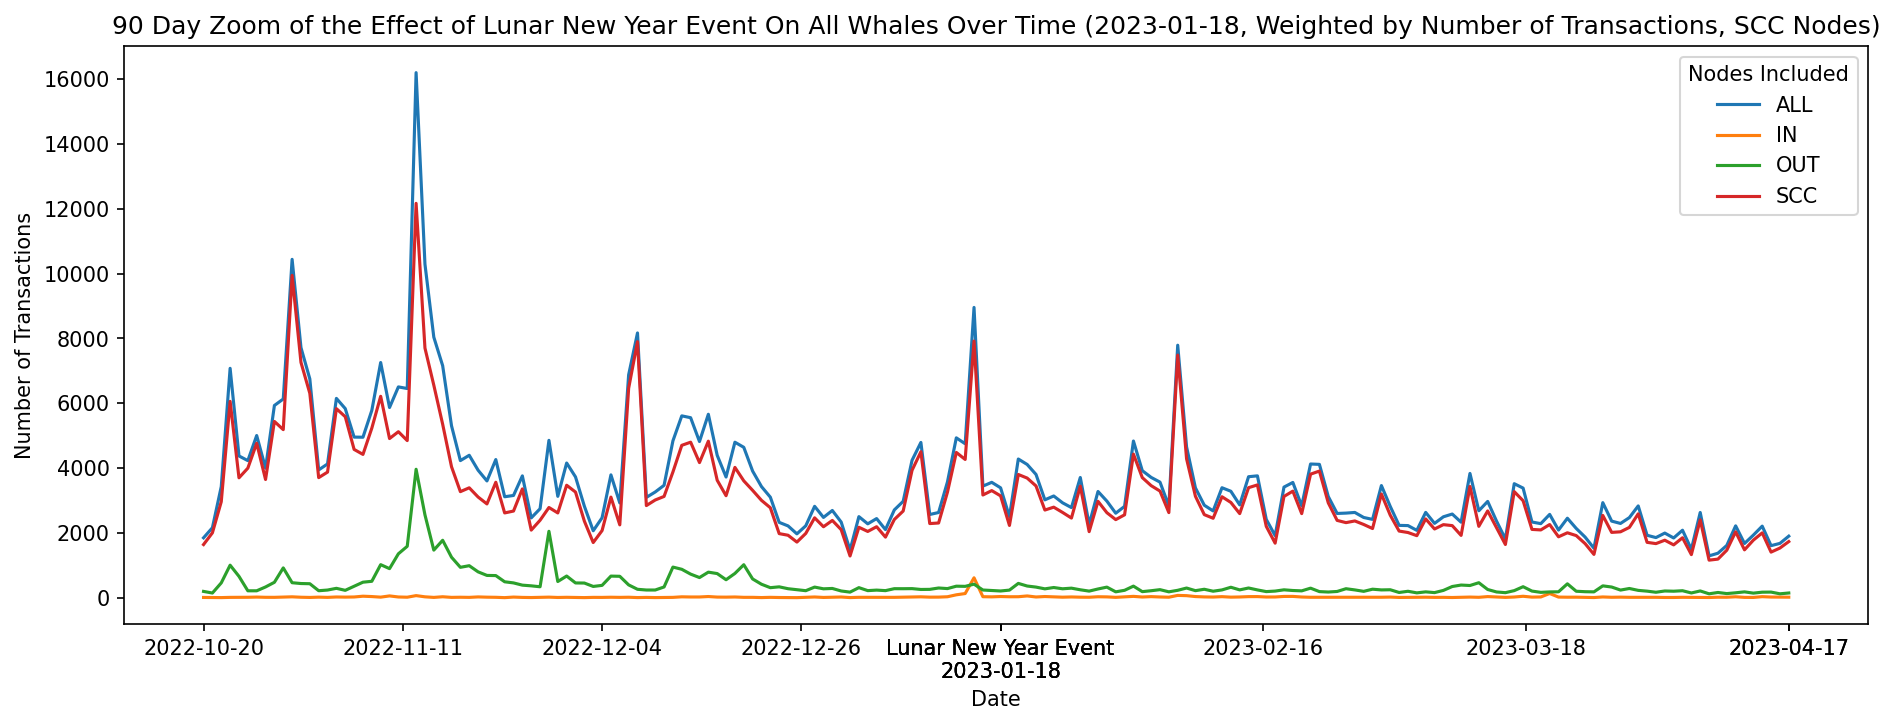 90 Day Zoom of the Effect of Lunar New Year Event On All Whales Over Time (2023-01-18, Weighted by Number of Transactions, SCC Nodes)
Nodes Included
ALL
IN
OUT
SCC
Number of Transactions
16000
14000
12000
10000
8000
6000
4000
2000
0
2022-10-20
2022-11-11
2022-12-04
2022-12-26
Lunar New Year Event
2023-01-18
2023-02-16
2023-03-18
2023-04-17
Date